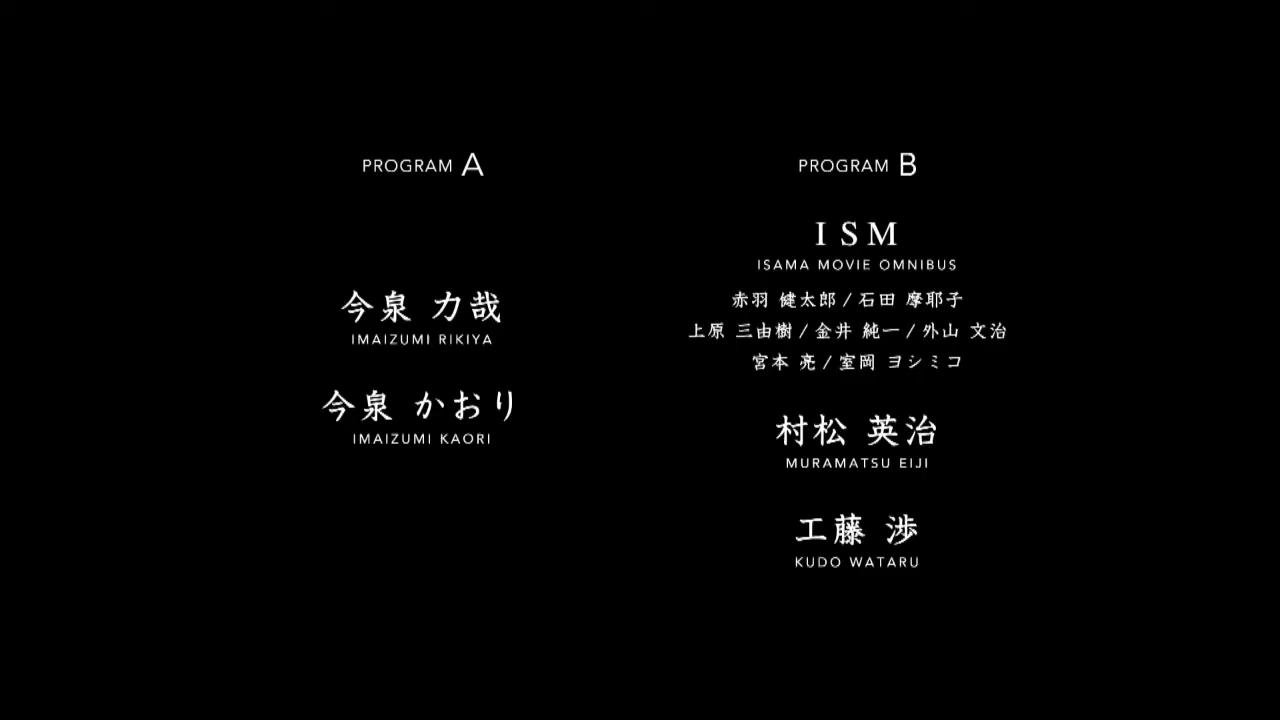 PROGRAM A
今泉 力哉
IMAIZUMI RIKIYA
今泉 かおり
IMAIZUMI KAORI
PROGRAM B
ISM
ISAMA MOVIE OMNIBUS
赤羽 健太郎 / 石田 摩耶子
上原 三由樹 / 金井 純一 / 外山 文治
宮本 亮 / 室岡 ヨシミコ
村松 英治
MURAMATSU EIJI
工藤 渉
KUDO WATARU